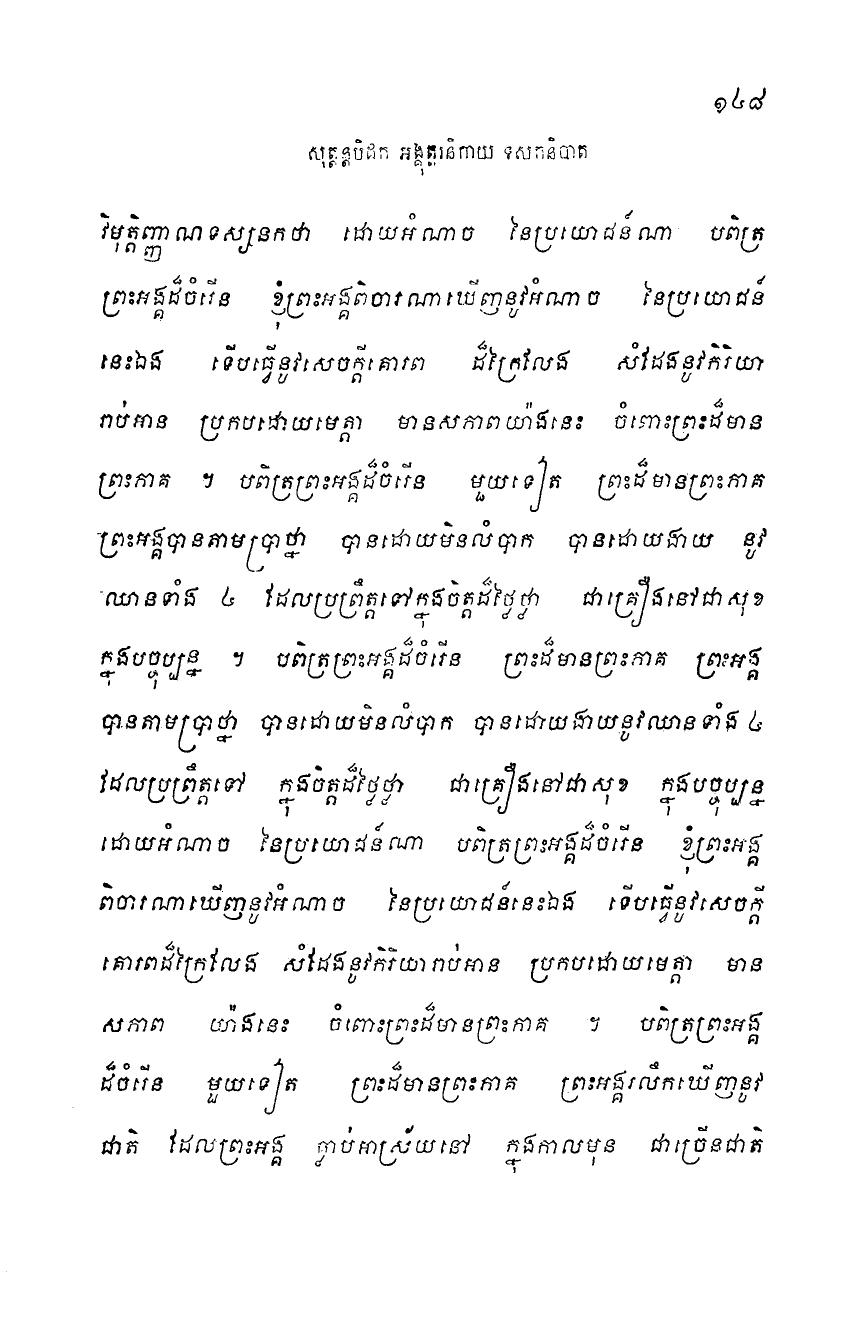 ១៤៨
សុត្តន្តបិដក អង្គុត្តរនិកាយ ទសកនិបាត
វិមុត្តិញ្ញាណទស្សនកថា ដោយអំណាច នៃប្រយោជន៍ណា បពិត្រ
ព្រះអង្គដ៏ចំរើន ខ្ញុំព្រះអង្គពិចារណាឃើញនូវអំណាច នៃប្រយោជន៍
នេះឯង ទើបធ្វើនូវសេចក្តីគោរព ដ៏ក្រៃលែង សំដែងនូវកិរិយា
រាប់អាន ប្រកបដោយមេត្តា មានសភាពយ៉ាងនេះ ចំពោះព្រះដ៏មាន
ព្រះភាគ ។ បពិត្រព្រះអង្គដ៏ចំរើន មួយទៀត ព្រះដ៏មានព្រះភាគ
ព្រះអង្គបានតាមប្រាថ្នា បានដោយមិនលំបាក បានដោយងាយ នូវ
ឈានទាំង ៤ ដែលប្រព្រឹត្តទៅក្នុងចិត្តដ៏ថ្លៃថ្លា ជាគ្រឿងនៅជាសុខ
ក្នុងបច្ចុប្បន្ន ។ បពិត្រព្រះអង្គដ៏ចំរើន ព្រះដ៏មានព្រះភាគ ព្រះអង្គ
បានតាមប្រាថ្នា បានដោយមិនលំបាក បានដោយងាយនូវឈានទាំង ៤
ដែលប្រព្រឹត្តទៅ ក្នុងចិត្តដ៏ថ្លៃថ្លា ជាគ្រឿងនៅជាសុខ ក្នុងបច្ចុប្បន្ន
ដោយអំណាច នៃប្រយោជន៍ណា បពិត្រព្រះអង្គដ៏ចំរើន ខ្ញុំព្រះអង្គ
ពិចារណាឃើញនូវអំណាច នៃប្រយោជន៍នេះឯង ទើបធ្វើនូវសេចក្តី
គោរពដ៏ក្រៃលែង សំដែងនូវកិរិយារាប់អាន ប្រកបដោយមេត្តា មាន
សភាព យ៉ាងនេះ ចំពោះព្រះដ៏មានព្រះភាគ ។ បពិត្រព្រះអង្គ
ដ៏ចំរើន មួយទៀត ព្រះដ៏មានព្រះភាគ ព្រះអង្គរលឹកឃើញនូវ
ជាតិ ដែលព្រះអង្គ ធ្លាប់អាស្រ័យនៅ ក្នុងកាលមុន ជាច្រើនជាតិ